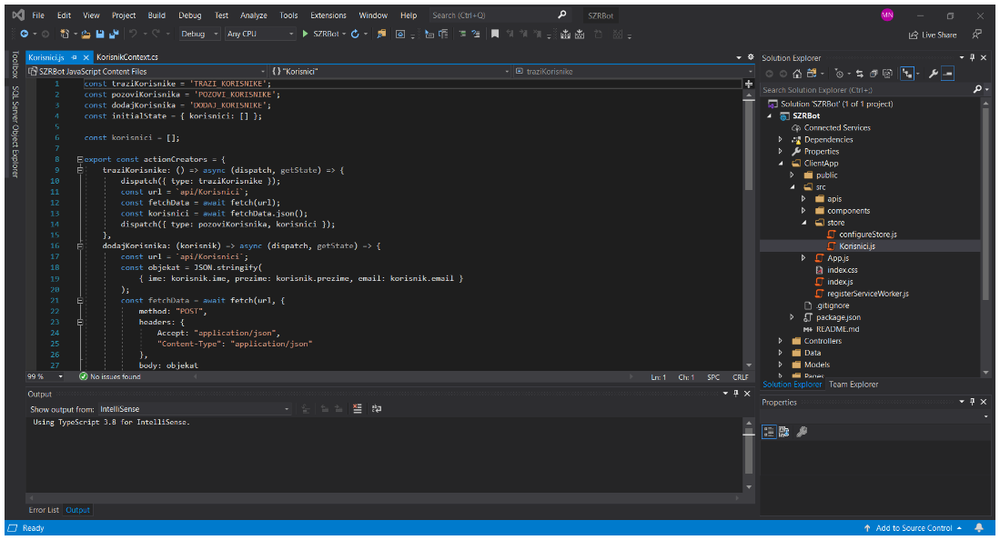 File Edit View Project Build Debug Test Analyze Tools Extensions Window Help Search (Ctrl+Q) SZRBot MN
Debug Any CPU SZRBot Live Share
Toolbox
SQL Server Object Explorer
Korisnici.js KorisnikContext.cs
SZRBot JavaScript Content Files {} "Korisnici" traziKorisnike
1 const traziKorisnike = 'TRAZI_KORISNIKE';
2 const pozoviKorisnika = 'POZOVI_KORISNIKE';
3 const dodajKorisnika = 'DODAJ_KORISNIKE';
4 const initialState = { korisnici: [] };
5
6 const korisnici = [];
7
8 export const actionCreators = {
9 traziKorisnike: () => async (dispatch, getState) => {
10 dispatch({ type: traziKorisnike });
11 const url = `api/Korisnici`;
12 const fetchData = await fetch(url);
13 const korisnici = await fetchData.json();
14 dispatch({ type: pozoviKorisnika, korisnici });
15 },
16 dodajKorisnika: (korisnik) => async (dispatch, getState) => {
17 const url = `api/Korisnici`;
18 const objekat = JSON.stringify(
19 { ime: korisnik.ime, prezime: korisnik.prezime, email: korisnik.email }
20 );
21 const fetchData = await fetch(url, {
22 method: "POST",
23 headers: {
24 Accept: "application/json",
25 "Content-Type": "application/json"
26 },
27 body: objekat
99 % No issues found Ln: 1 Ch: 1 SPC CRLF
Output
Show output from: IntelliSense
Using TypeScript 3.8 for IntelliSense.
Error List Output
Solution Explorer
Search Solution Explorer (Ctrl+;)
Solution 'SZRBot' (1 of 1 project)
SZRBot
Connected Services
Dependencies
Properties
ClientApp
public
src
apis
components
store
configureStore.js
Korisnici.js
App.js
index.css
index.js
registerServiceWorker.js
.gitignore
package.json
README.md
Controllers
Data
Models
Pages
Solution Explorer Team Explorer
Properties
Ready Add to Source Control